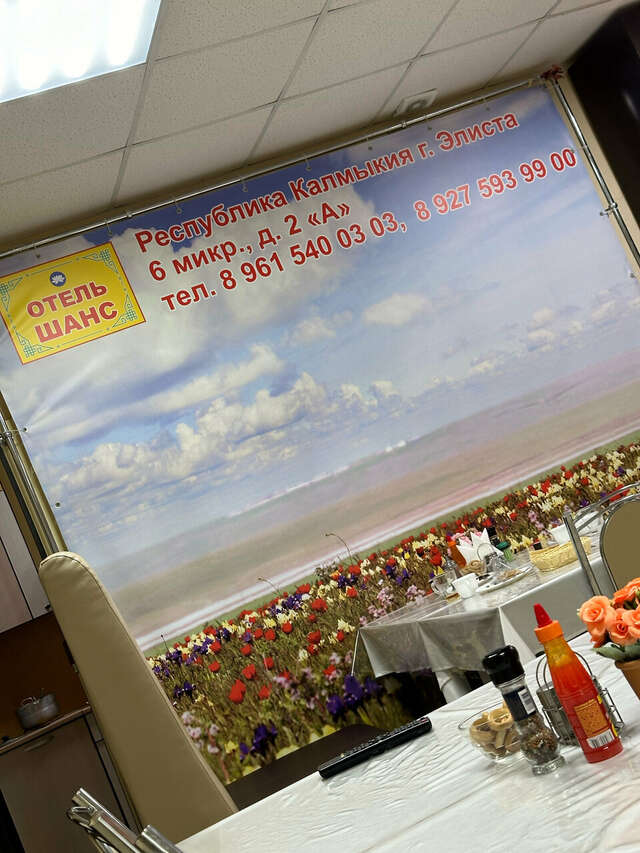 Республика Калмыкия г. Элиста
6 микр., д. 2 «А»
тел. 8 961 540 03 03, 8 927 593 99 00
ОТЕЛЬ
ШАНС